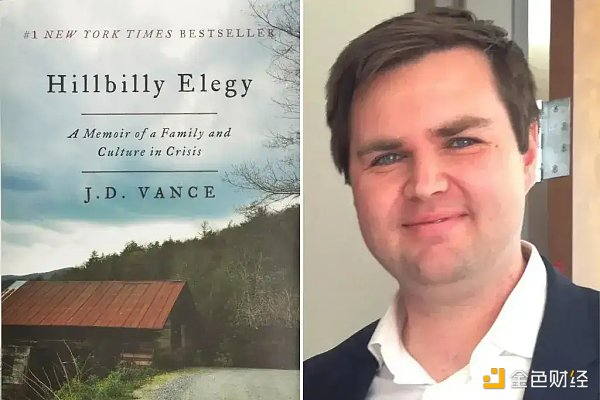 #1 NEW YORK TIMES BESTSELLER
Hillbilly Elegy
A Memoir of a Family and
Culture in Crisis
J.D. VANCE
金色财经